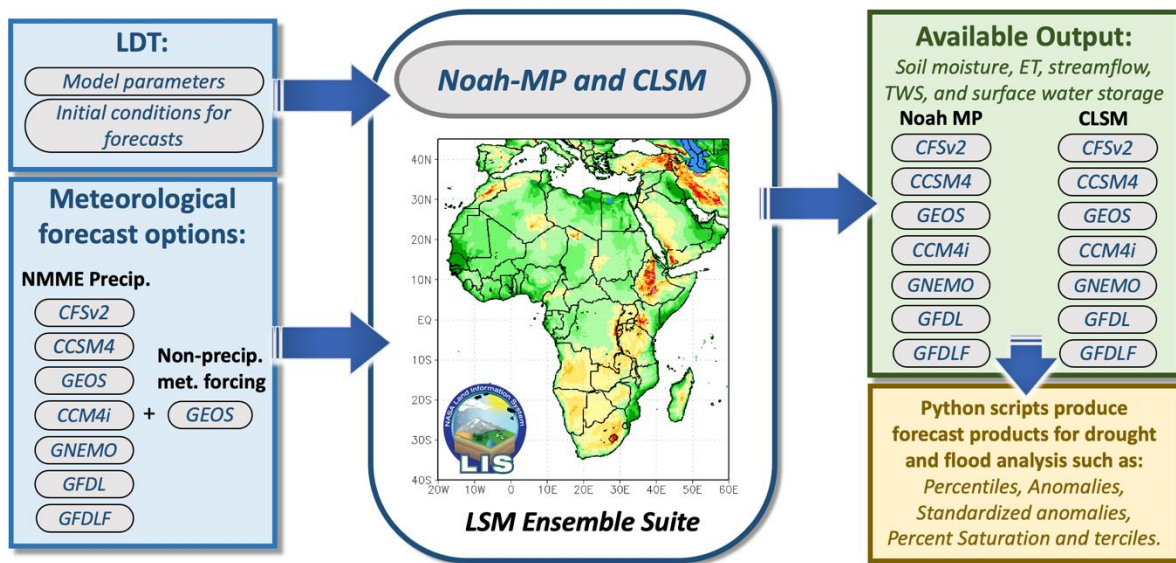 LDT:
Model parameters
Initial conditions for
forecasts
Meteorological
forecast options:
NMME Precip.
CFSv2
CCSM4
GEOS
CCM4i
GNEMO
GFDL
GFDLF
+
Non-precip.
met. forcing
GEOS
Noah-MP and CLSM
40N
30N
20N
10N
EQ
10S
20S
30S
40S
20W
10W
0
10E
20E
30E
40E
50E
60E
NASA Land Information System
LIS
LSM Ensemble Suite
Available Output:
Soil moisture, ET, streamflow,
TWS, and surface water storage
Noah MP
CFSv2
CCSM4
GEOS
CCM4i
GNEMO
GFDL
GFDLF
CLSM
CFSv2
CCSM4
GEOS
CCM4i
GNEMO
GFDL
GFDLF
Python scripts produce
forecast products for drought
and flood analysis such as:
Percentiles, Anomalies,
Standardized anomalies,
Percent Saturation and terciles.